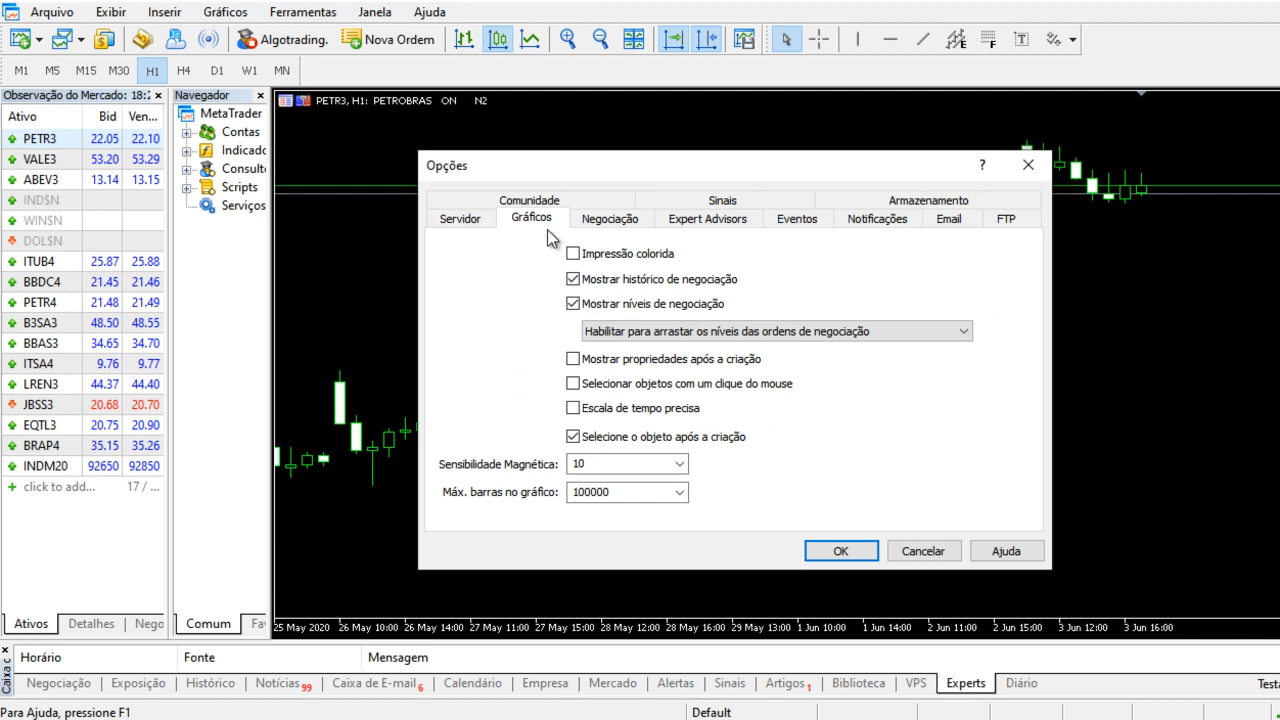 Arquivo Exibir Inserir Gráficos Ferramentas Janela Ajuda
Algotrading. Nova Ordem
M1 M5 M15 M30 H1 H4 D1 W1 MN
Observação do Mercado: 18:2
Ativo Bid Ven...
PETR3 22.05 22.10
VALE3 53.20 53.29
ABEV3 13.14 13.15
IND$N
WIN$N
DOL$N
ITUB4 25.87 25.88
BBDC4 21.45 21.46
PETR4 21.48 21.49
B3SA3 48.50 48.55
BBAS3 34.65 34.70
ITSA4 9.76 9.77
LREN3 44.37 44.40
JBSS3 20.68 20.70
EQTL3 20.75 20.90
BRAP4 35.15 35.26
INDM20 92650 92850
click to add... 17 / ...
Ativos Detalhes Nego
Navegador
MetaTrader
Contas
Indicado
Consulto
Scripts
Serviços
Comum Fav
PETR3, H1: PETROBRAS ON N2
Opções
Comunidade Sinais Armazenamento
Servidor Gráficos Negociação Expert Advisors Eventos Notificações Email FTP
Impressão colorida
Mostrar histórico de negociação
Mostrar níveis de negociação
Habilitar para arrastar os níveis das ordens de negociação
Mostrar propriedades após a criação
Selecionar objetos com um clique do mouse
Escala de tempo precisa
Selecione o objeto após a criação
Sensibilidade Magnética: 10
Máx. barras no gráfico: 100000
OK Cancelar Ajuda
25 May 2020 26 May 10:00 26 May 14:00 27 May 11:00 27 May 15:00 28 May 12:00 28 May 16:00 29 May 13:00 1 Jun 10:00 1 Jun 14:00 2 Jun 11:00 2 Jun 15:00 3 Jun 12:00 3 Jun 16:00
Caixa c
Horário Fonte Mensagem
Negociação Exposição Histórico Notícias 99 Caixa de E-mail 6 Calendário Empresa Mercado Alertas Sinais Artigos 1 Biblioteca VPS Experts Diário Testa
Para Ajuda, pressione F1 Default